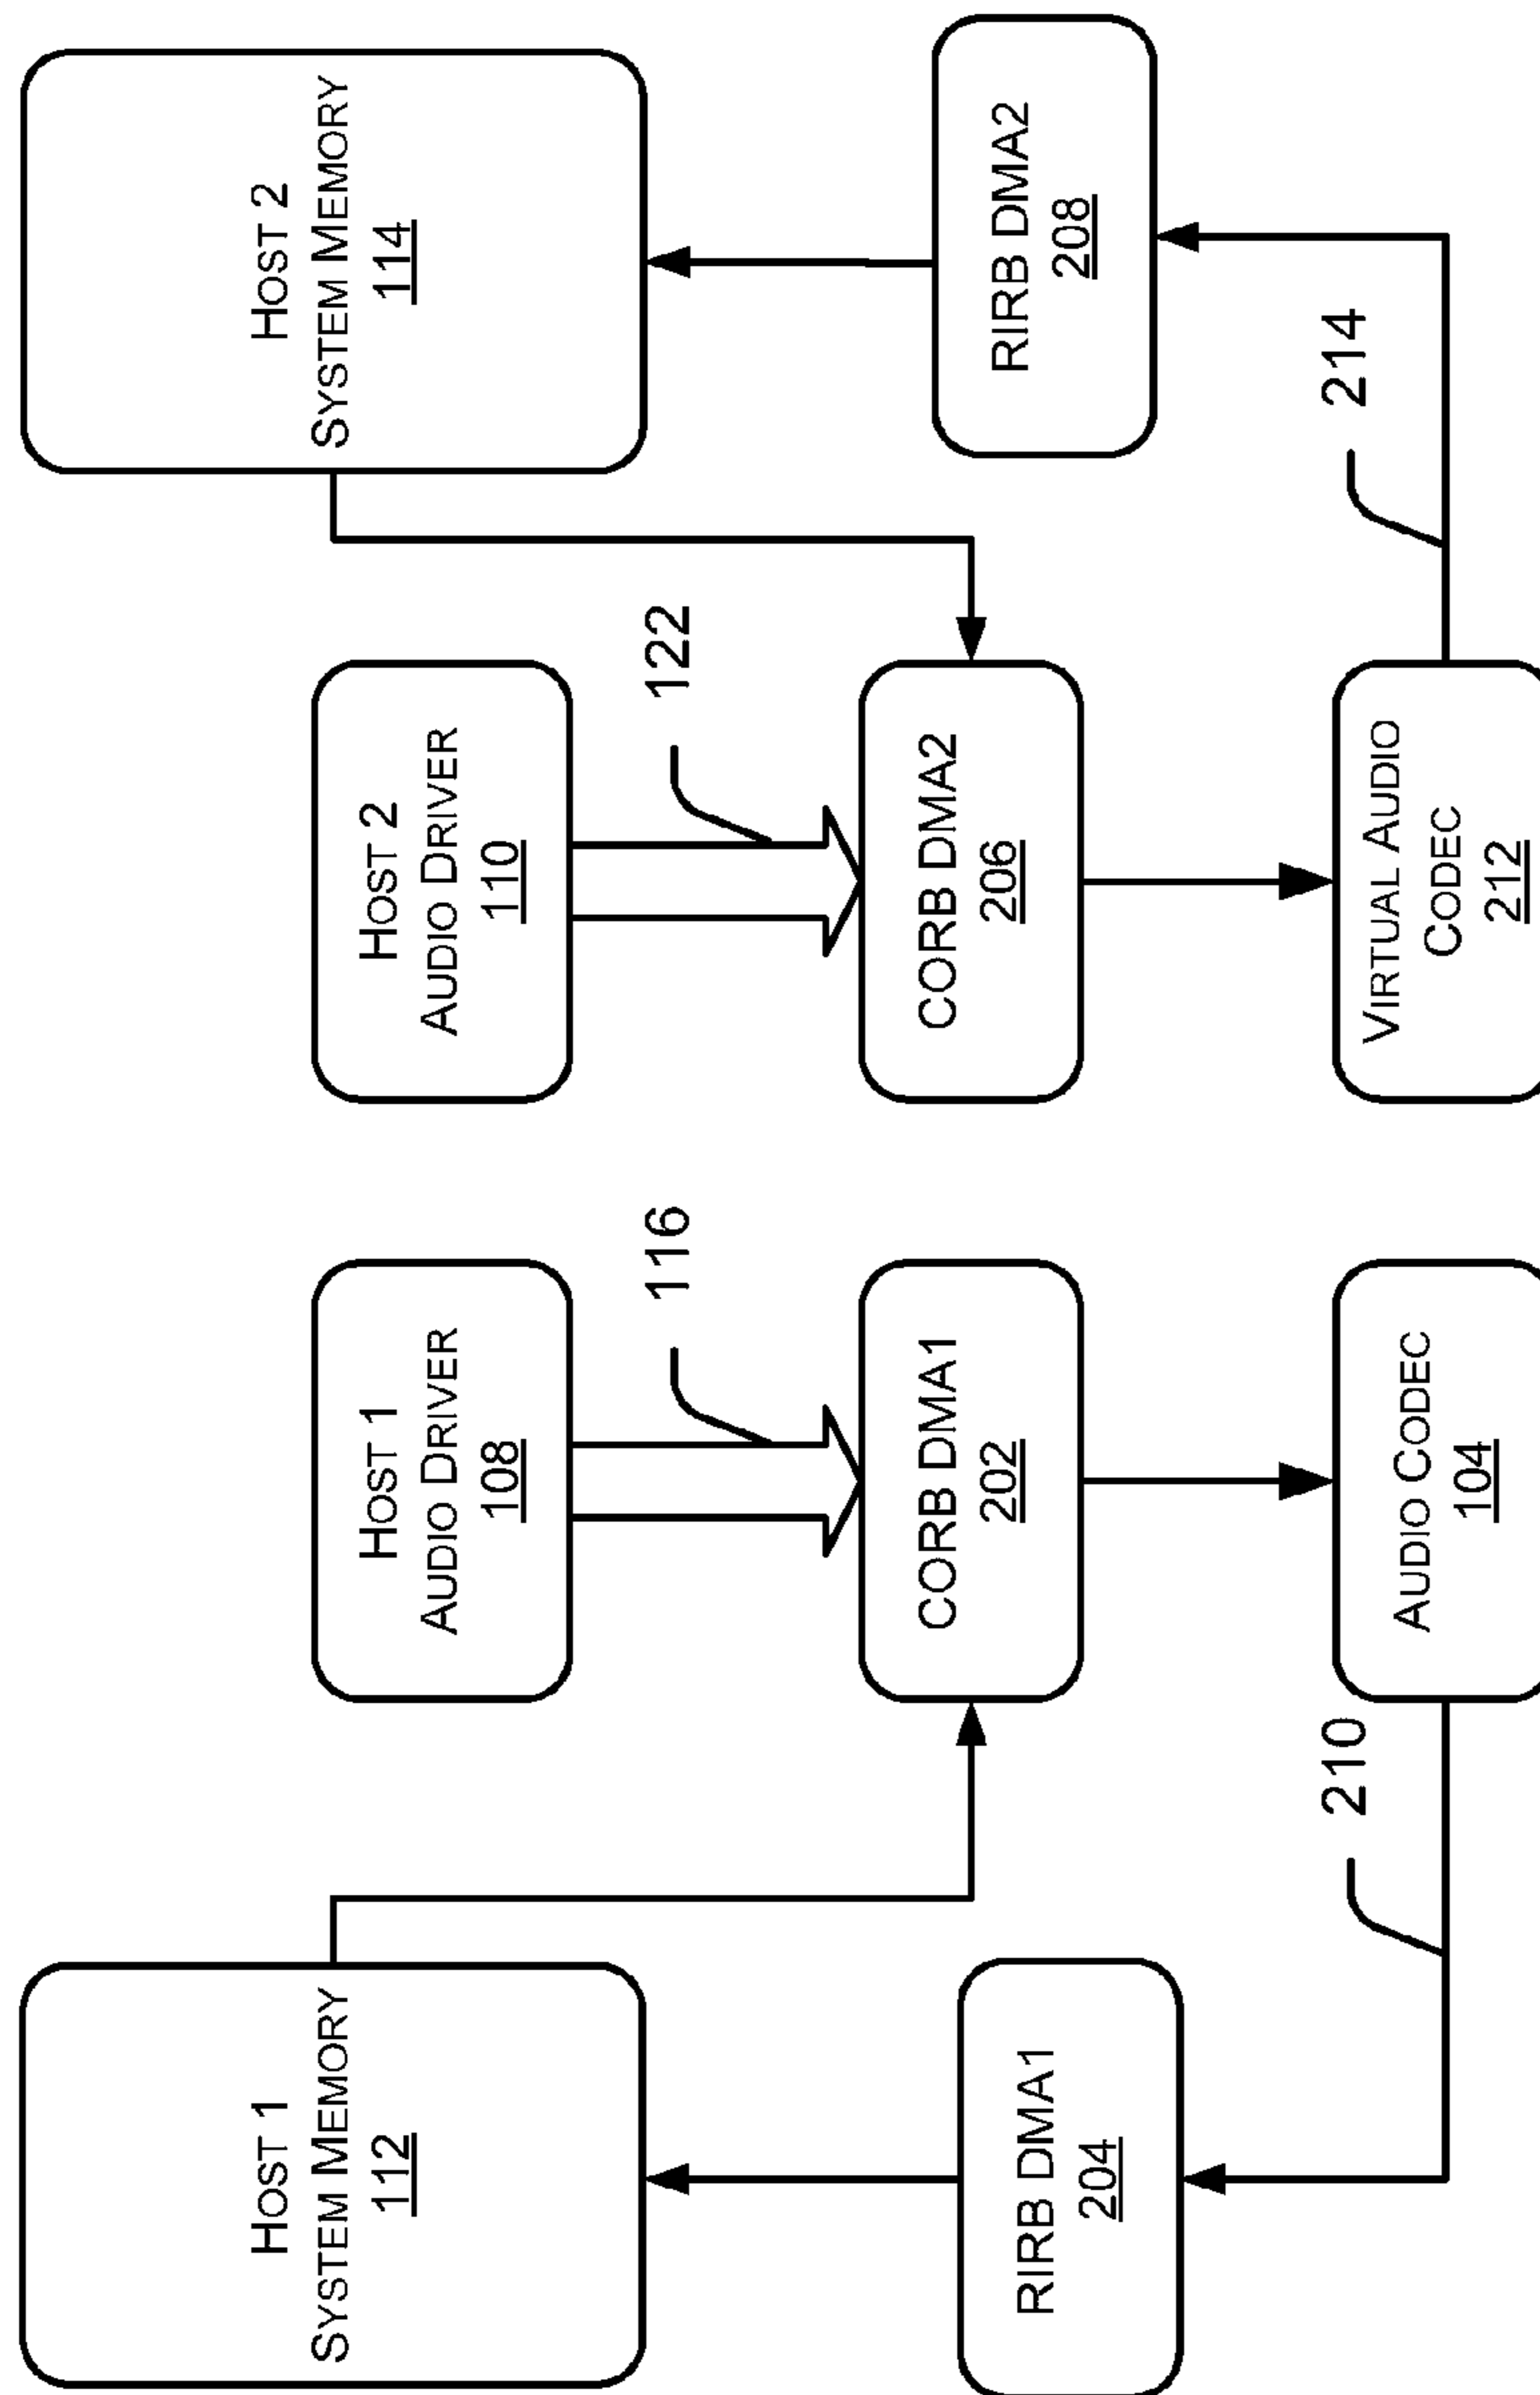 HOST 1
SYSTEM MEMORY
112
HOST 1
AUDIO DRIVER
108
HOST 2
AUDIO DRIVER
110
HOST 2
SYSTEM MEMORY
114
116
122
RIRB DMA1
204
CORB DMA1
202
CORB DMA2
206
RIRB DMA2
208
210
214
AUDIO CODEC
104
VIRTUAL AUDIO
CODEC
212